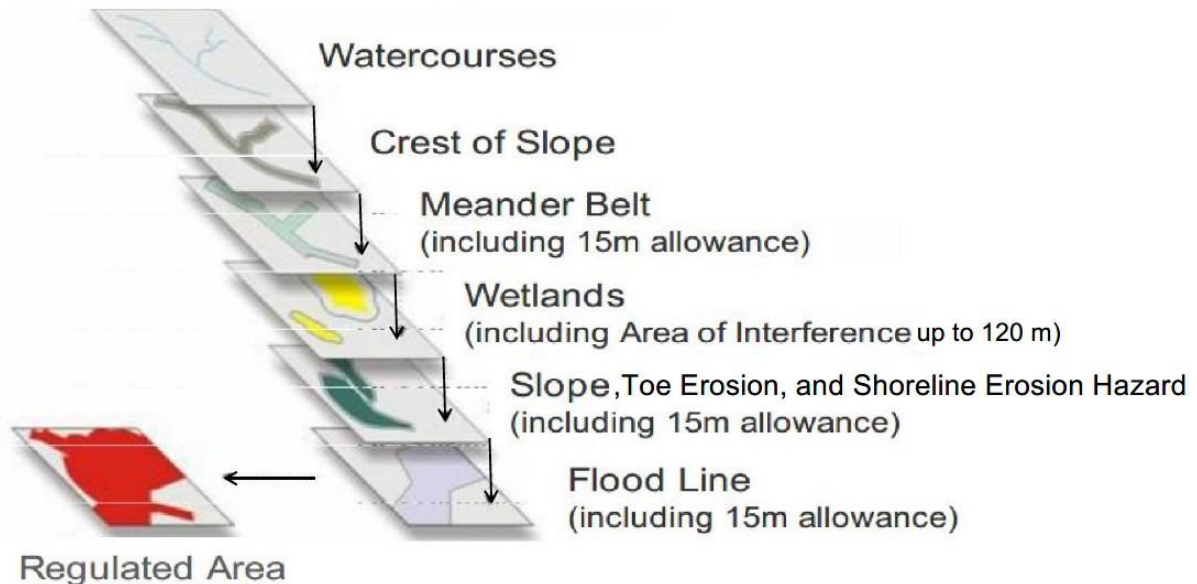 Watercourses
Crest of Slope
Meander Belt
(including 15m allowance)
Wetlands
(including Area of Interference up to 120 m)
Slope,Toe Erosion, and Shoreline Erosion Hazard
(including 15m allowance)
Flood Line
(including 15m allowance)
Regulated Area